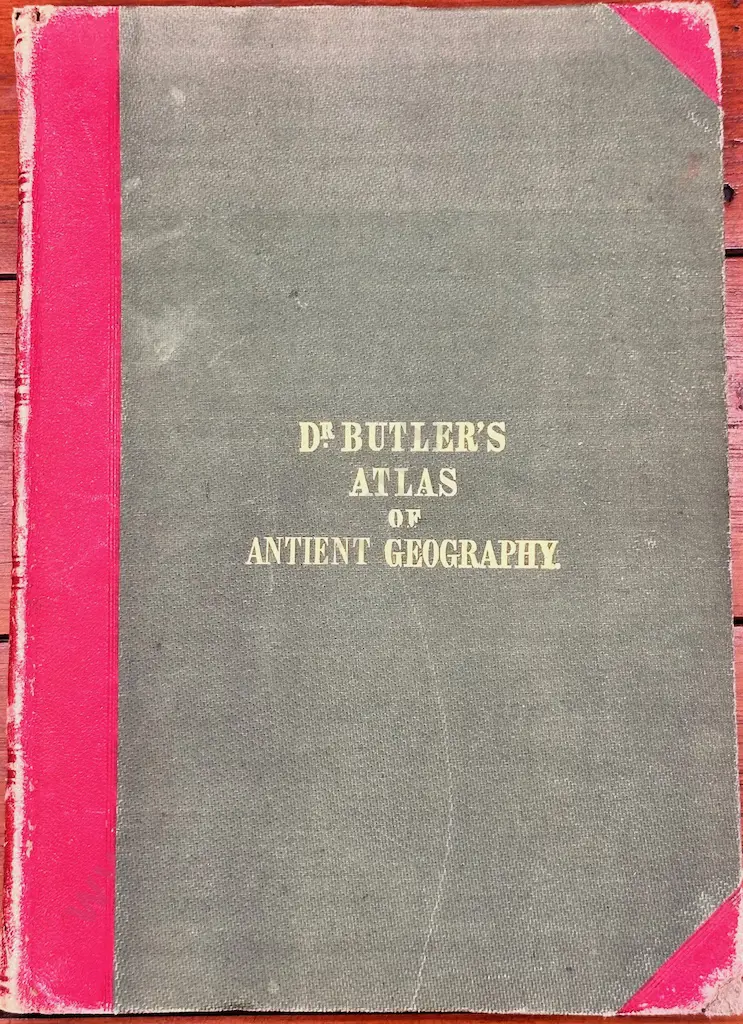 DR. BUTLER'S
ATLAS
OF
ANTIENT GEOGRAPHY.